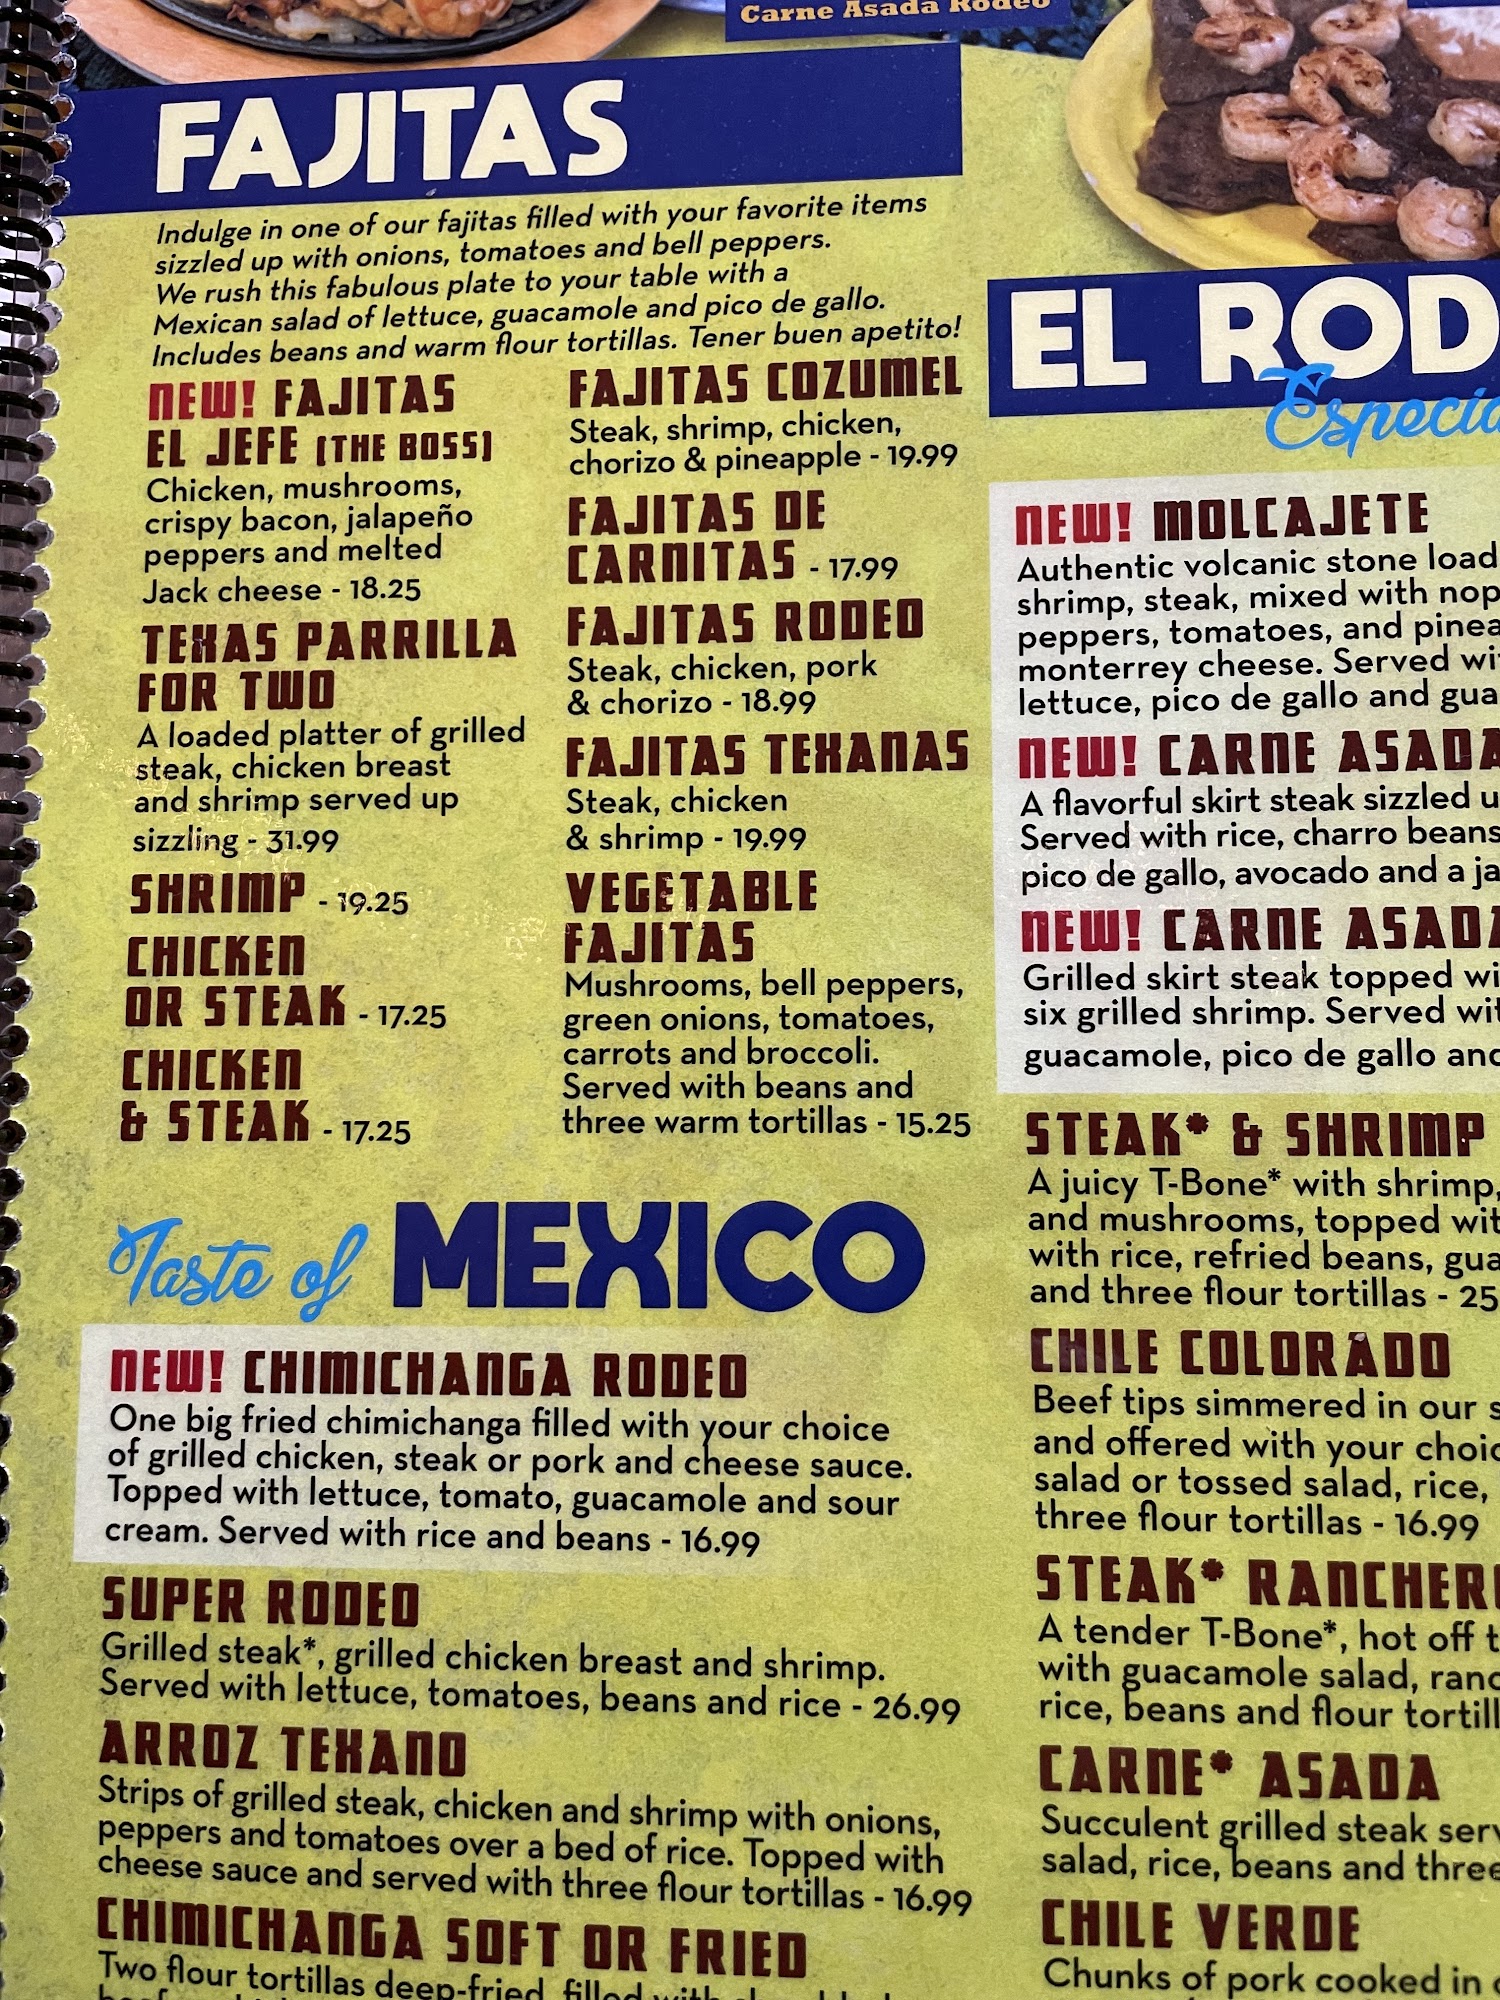 Carne Asada Rodeo
FAJITAS
Indulge in one of our fajitas filled with your favorite items
sizzled up with onions, tomatoes and bell peppers.
We rush this fabulous plate to your table with a
Mexican salad of lettuce, guacamole and pico de gallo.
Includes beans and warm flour tortillas. Tener buen apetito!
NEW! FAJITAS
EL JEFE (THE BOSS)
Chicken, mushrooms,
crispy bacon, jalapeño
peppers and melted
Jack cheese - 18.25
TEXAS PARRILLA
FOR TWO
A loaded platter of grilled
steak, chicken breast
and shrimp served up
sizzling - 31.99
SHRIMP - 19.25
CHICKEN
OR STEAK - 17.25
CHICKEN
& STEAK - 17.25
FAJITAS COZUMEL
Steak, shrimp, chicken,
chorizo & pineapple - 19.99
FAJITAS DE
CARNITAS - 17.99
FAJITAS RODEO
Steak, chicken, pork
& chorizo - 18.99
FAJITAS TEXANAS
Steak, chicken
& shrimp - 19.99
VEGETABLE
FAJITAS
Mushrooms, bell peppers,
green onions, tomatoes,
carrots and broccoli.
Served with beans and
three warm tortillas - 15.25
Taste of MEXICO
NEW! CHIMICHANGA RODEO
One big fried chimichanga filled with your choice
of grilled chicken, steak or pork and cheese sauce.
Topped with lettuce, tomato, guacamole and sour
cream. Served with rice and beans - 16.99
SUPER RODEO
Grilled steak*, grilled chicken breast and shrimp.
Served with lettuce, tomatoes, beans and rice - 26.99
ARROZ TEXANO
Strips of grilled steak, chicken and shrimp with onions,
peppers and tomatoes over a bed of rice. Topped with
cheese sauce and served with three flour tortillas - 16.99
CHIMICHANGA SOFT OR FRIED
Two flour tortillas deep-fried, filled with
EL ROD
Especia
NEW! MOLCAJETE
Authentic volcanic stone load
shrimp, steak, mixed with nop
peppers, tomatoes, and pinea
monterrey cheese. Served wi
lettuce, pico de gallo and gua
NEW! CARNE ASADA
A flavorful skirt steak sizzled u
Served with rice, charro beans
pico de gallo, avocado and a ja
NEW! CARNE ASADA
Grilled skirt steak topped wi
six grilled shrimp. Served wit
guacamole, pico de gallo and
STEAK* & SHRIMP
A juicy T-Bone* with shrimp,
and mushrooms, topped wit
with rice, refried beans, gua
and three flour tortillas - 25
CHILE COLORADO
Beef tips simmered in our s
and offered with your choic
salad or tossed salad, rice,
three flour tortillas - 16.99
STEAK* RANCHER
A tender T-Bone*, hot off t
with guacamole salad, ranc
rice, beans and flour tortill
CARNE* ASADA
Succulent grilled steak serv
salad, rice, beans and three
CHILE VERDE
Chunks of pork cooked in